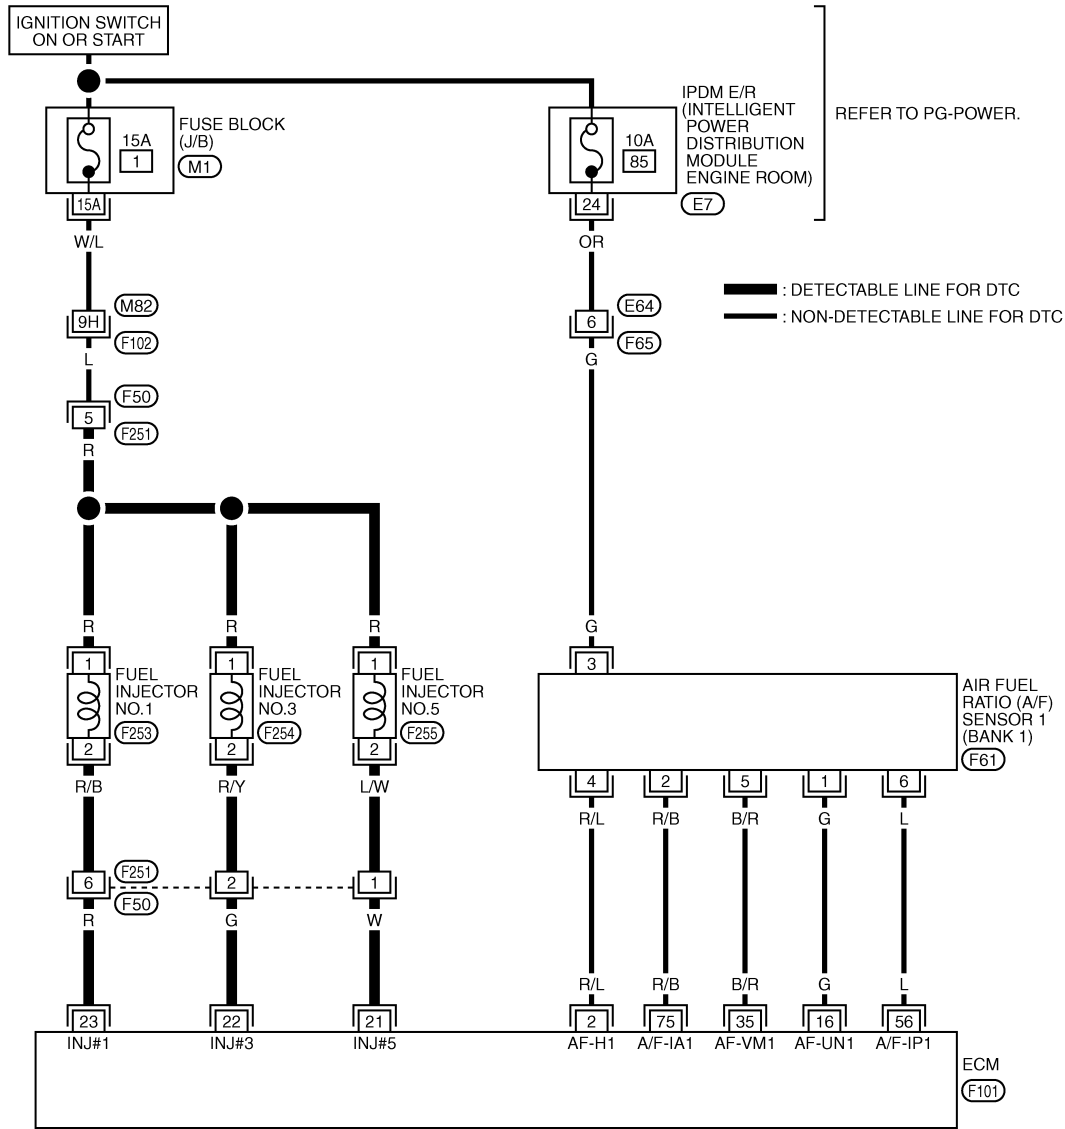 IGNITION SWITCH
ON OR START
FUSE BLOCK
(J/B)
M1
15A
1
15A
W/L
IPDM E/R
(INTELLIGENT
POWER
DISTRIBUTION
MODULE
ENGINE ROOM)
E7
10A
85
24
OR
REFER TO PG-POWER.
: DETECTABLE LINE FOR DTC
: NON-DETECTABLE LINE FOR DTC
M82
9H
F102
L
E64
6
F65
G
F50
5
F251
R
R
R
R
G
1
1
1
3
FUEL
INJECTOR
NO.1
F253
FUEL
INJECTOR
NO.3
F254
FUEL
INJECTOR
NO.5
F255
AIR FUEL
RATIO (A/F)
SENSOR 1
(BANK 1)
F61
2
2
2
4
2
5
1
6
R/B
R/Y
L/W
R/L
R/B
B/R
G
L
F251
6
2
1
F50
R
G
W
R/L
R/B
B/R
G
L
23
22
21
2
75
35
16
56
INJ#1
INJ#3
INJ#5
AF-H1
A/F-IA1
AF-VM1
AF-UN1
A/F-IP1
ECM
F101